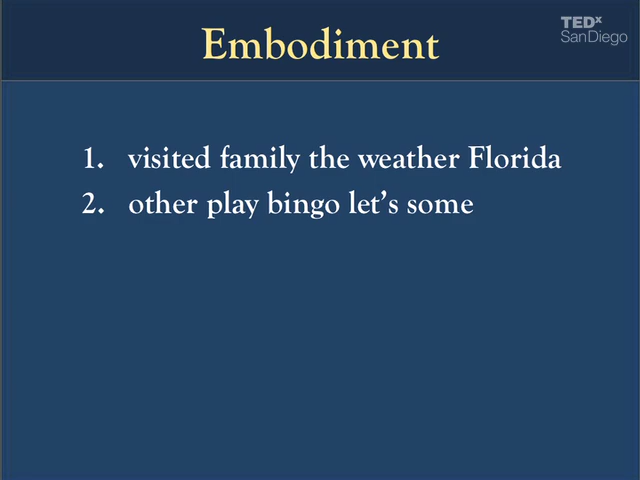 Embodiment
TEDx
SanDiego
1. visited family the weather Florida
2. other play bingo let's some